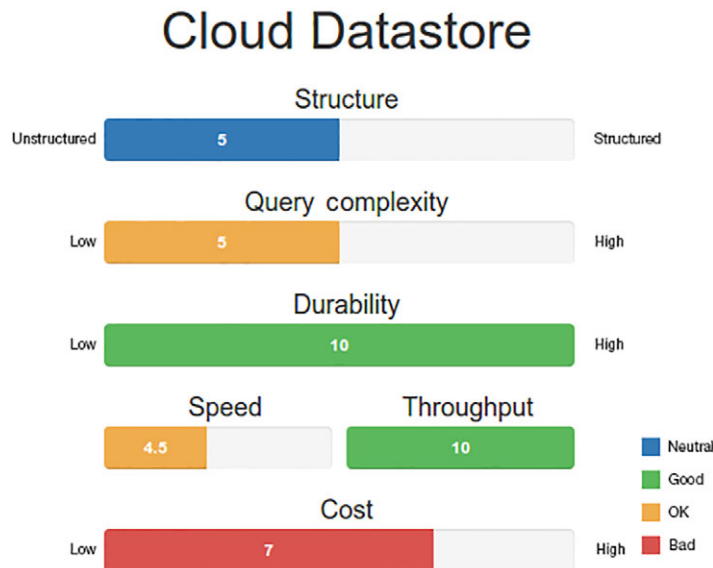 Cloud Datastore
Structure
Unstructured 5 Structured
Query complexity
Low 5 High
Durability
Low 10 High
Speed Throughput
4.5 10
Neutral
Good
OK
Cost
Low 7 High
Bad